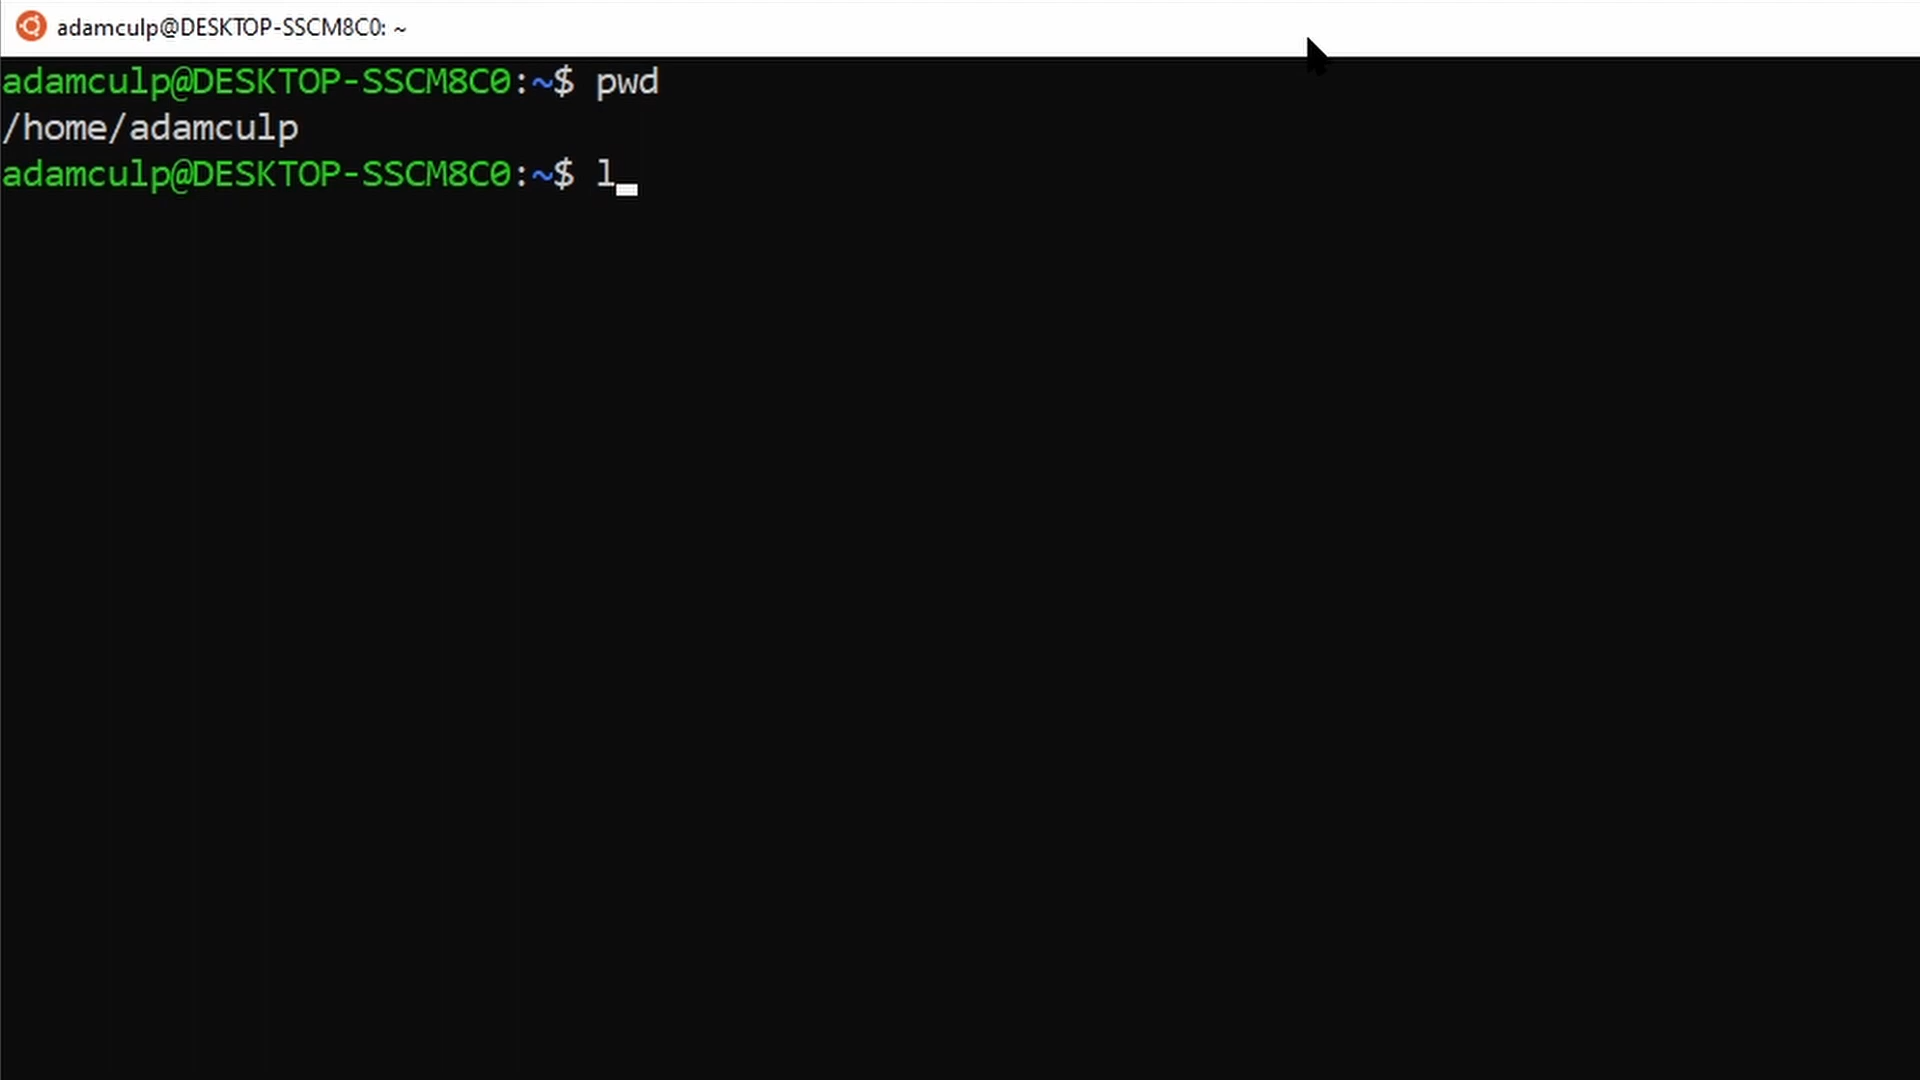 adamculp@DESKTOP-SSCM8C0: ~
adamculp@DESKTOP-SSCM8C0:~$ pwd
/home/adamculp
adamculp@DESKTOP-SSCM8C0:~$ l